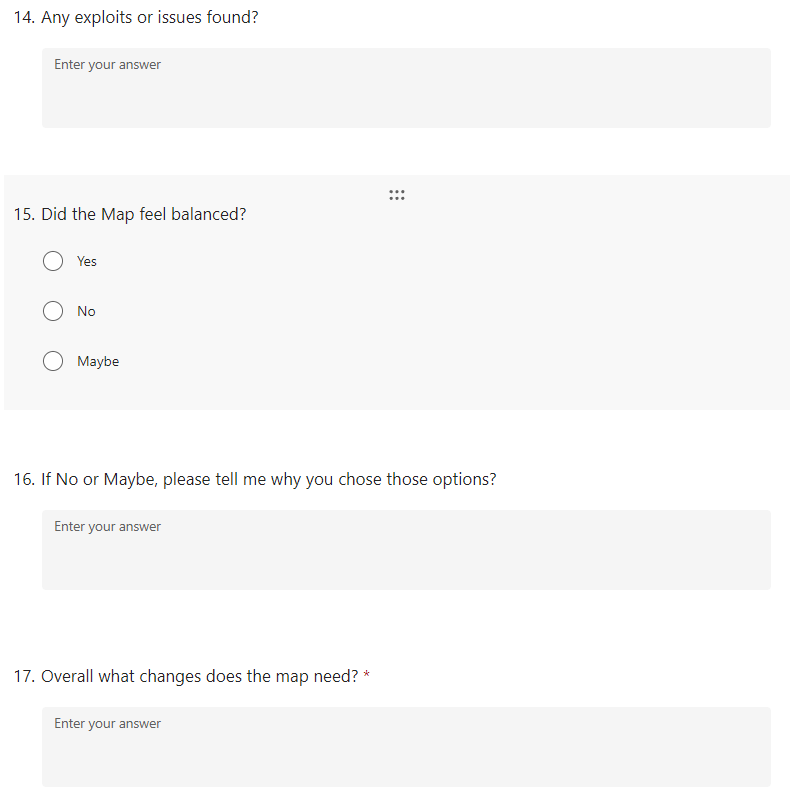 14. Any exploits or issues found?
Enter your answer
15. Did the Map feel balanced?
Yes
No
Maybe
16. If No or Maybe, please tell me why you chose those options?
Enter your answer
17. Overall what changes does the map need? *
Enter your answer